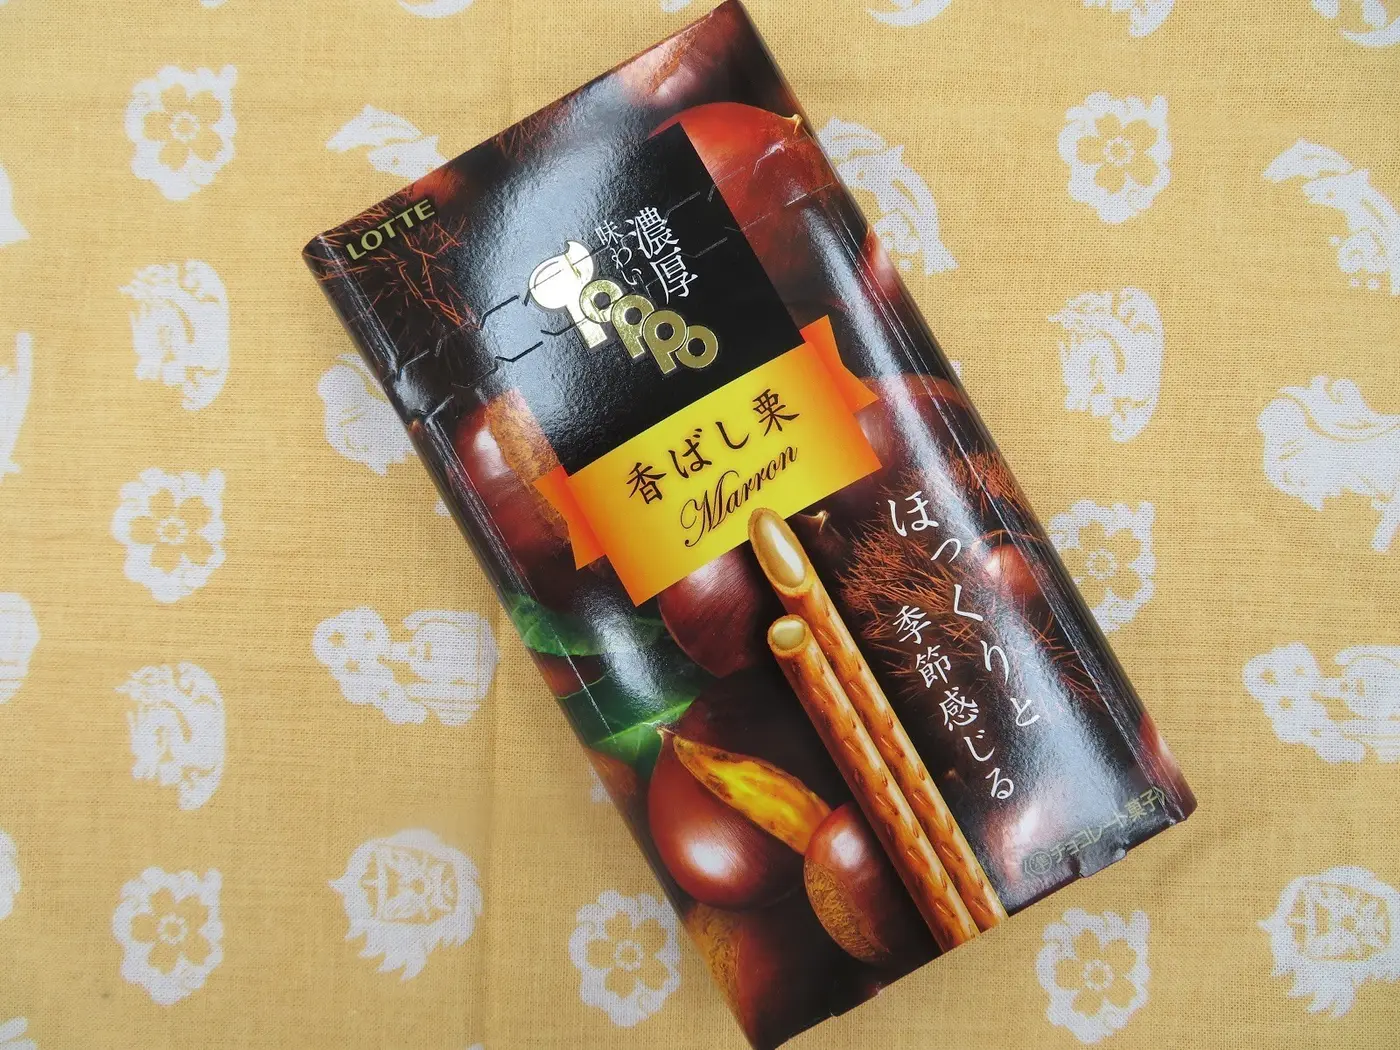 LOTTE
濃厚
味わい
Toppo
香ばし栗
Marron
ほっくりと
季節感じる
準チョコレート菓子